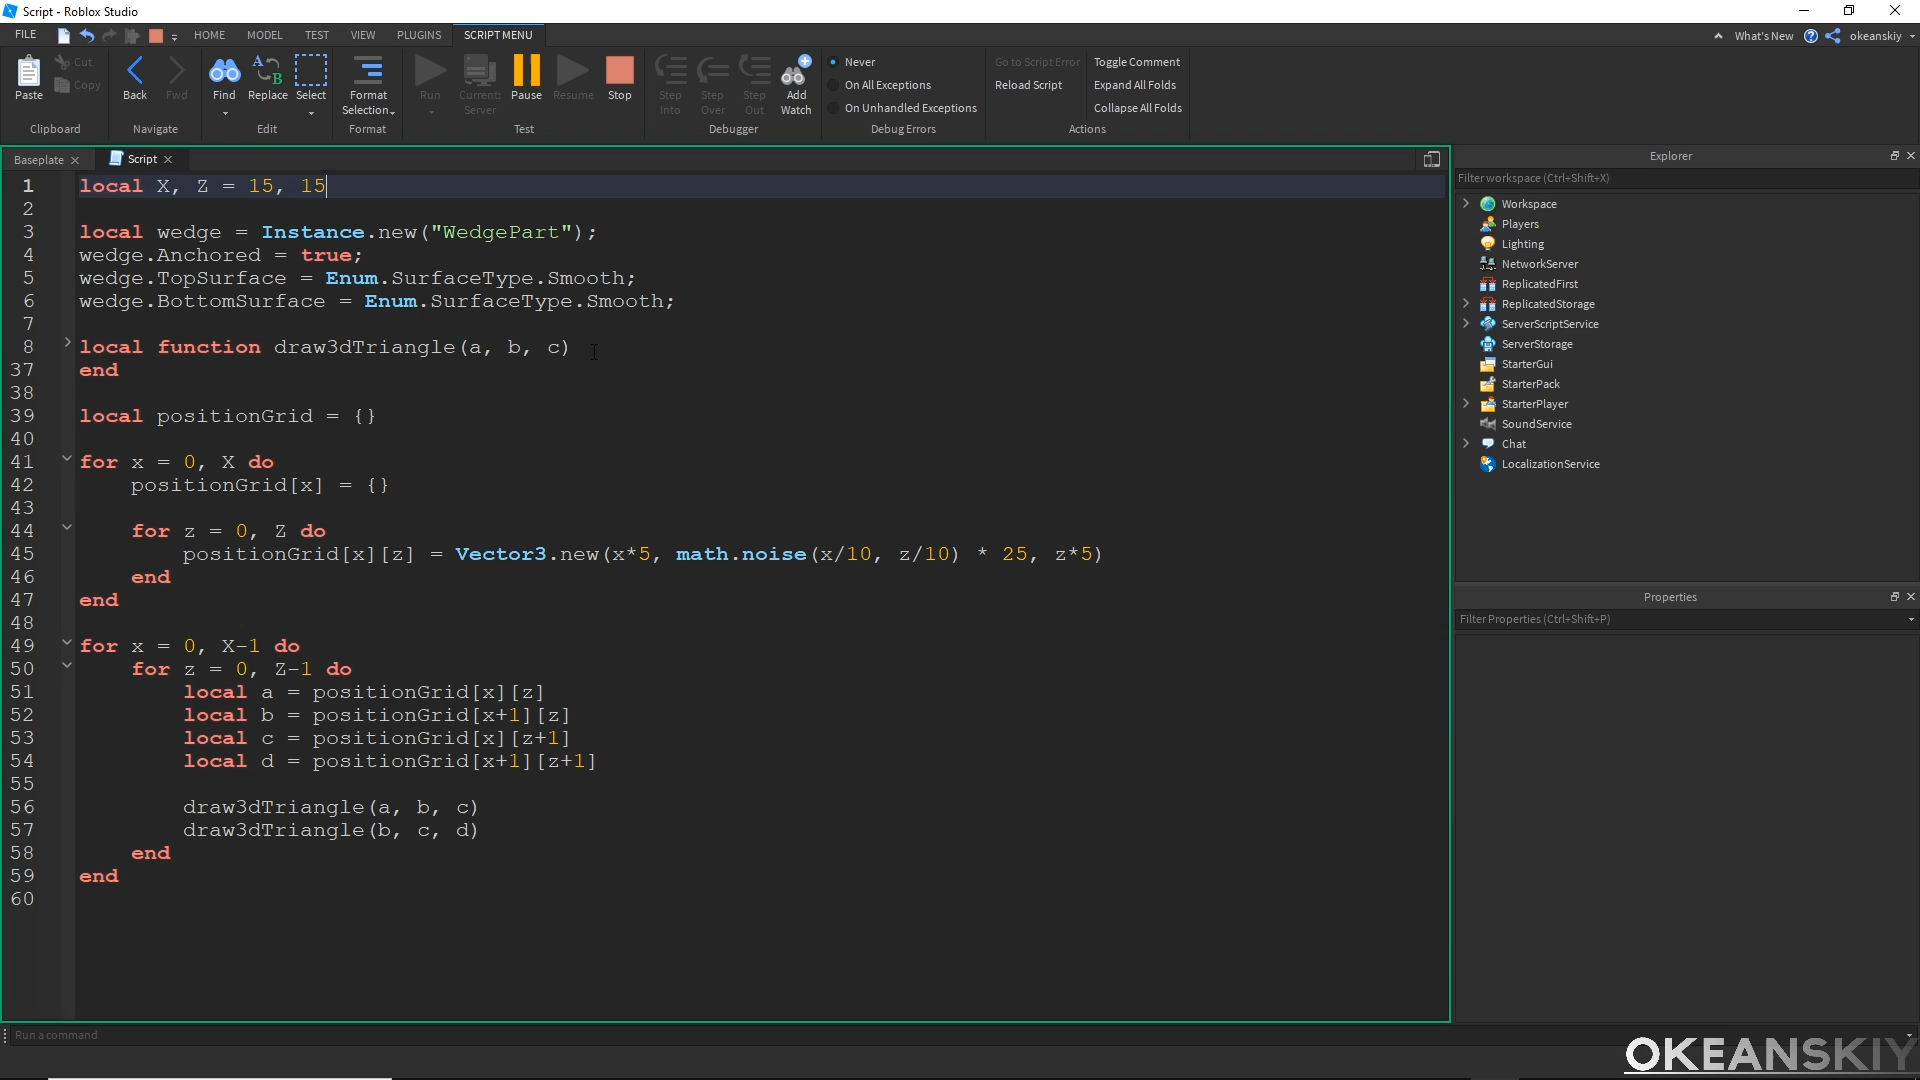 Script - Roblox Studio
FILE HOME MODEL TEST VIEW PLUGINS SCRIPT MENU What's New okeanskiy
Paste Cut Copy Back Fwd Find Replace Select Format Selection Run Current: Server Pause Resume Stop Step Into Step Over Step Out Add Watch
Never
On All Exceptions
On Unhandled Exceptions
Go to Script Error
Reload Script
Toggle Comment
Expand All Folds
Collapse All Folds
Clipboard Navigate Edit Format Test Debugger Debug Errors Actions
Baseplate Script
1 local X, Z = 15, 15
2
3 local wedge = Instance.new("WedgePart");
4 wedge.Anchored = true;
5 wedge.TopSurface = Enum.SurfaceType.Smooth;
6 wedge.BottomSurface = Enum.SurfaceType.Smooth;
7
8 local function draw3dTriangle(a, b, c)
37 end
38
39 local positionGrid = {}
40
41 for x = 0, X do
42 positionGrid[x] = {}
43
44 for z = 0, Z do
45 positionGrid[x][z] = Vector3.new(x*5, math.noise(x/10, z/10) * 25, z*5)
46 end
47 end
48
49 for x = 0, X-1 do
50 for z = 0, Z-1 do
51 local a = positionGrid[x][z]
52 local b = positionGrid[x+1][z]
53 local c = positionGrid[x][z+1]
54 local d = positionGrid[x+1][z+1]
55
56 draw3dTriangle(a, b, c)
57 draw3dTriangle(b, c, d)
58 end
59 end
60
Explorer
Filter workspace (Ctrl+Shift+X)
Workspace
Players
Lighting
NetworkServer
ReplicatedFirst
ReplicatedStorage
ServerScriptService
ServerStorage
StarterGui
StarterPack
StarterPlayer
SoundService
Chat
LocalizationService
Properties
Filter Properties (Ctrl+Shift+P)
Run a command
OKEANSKIY